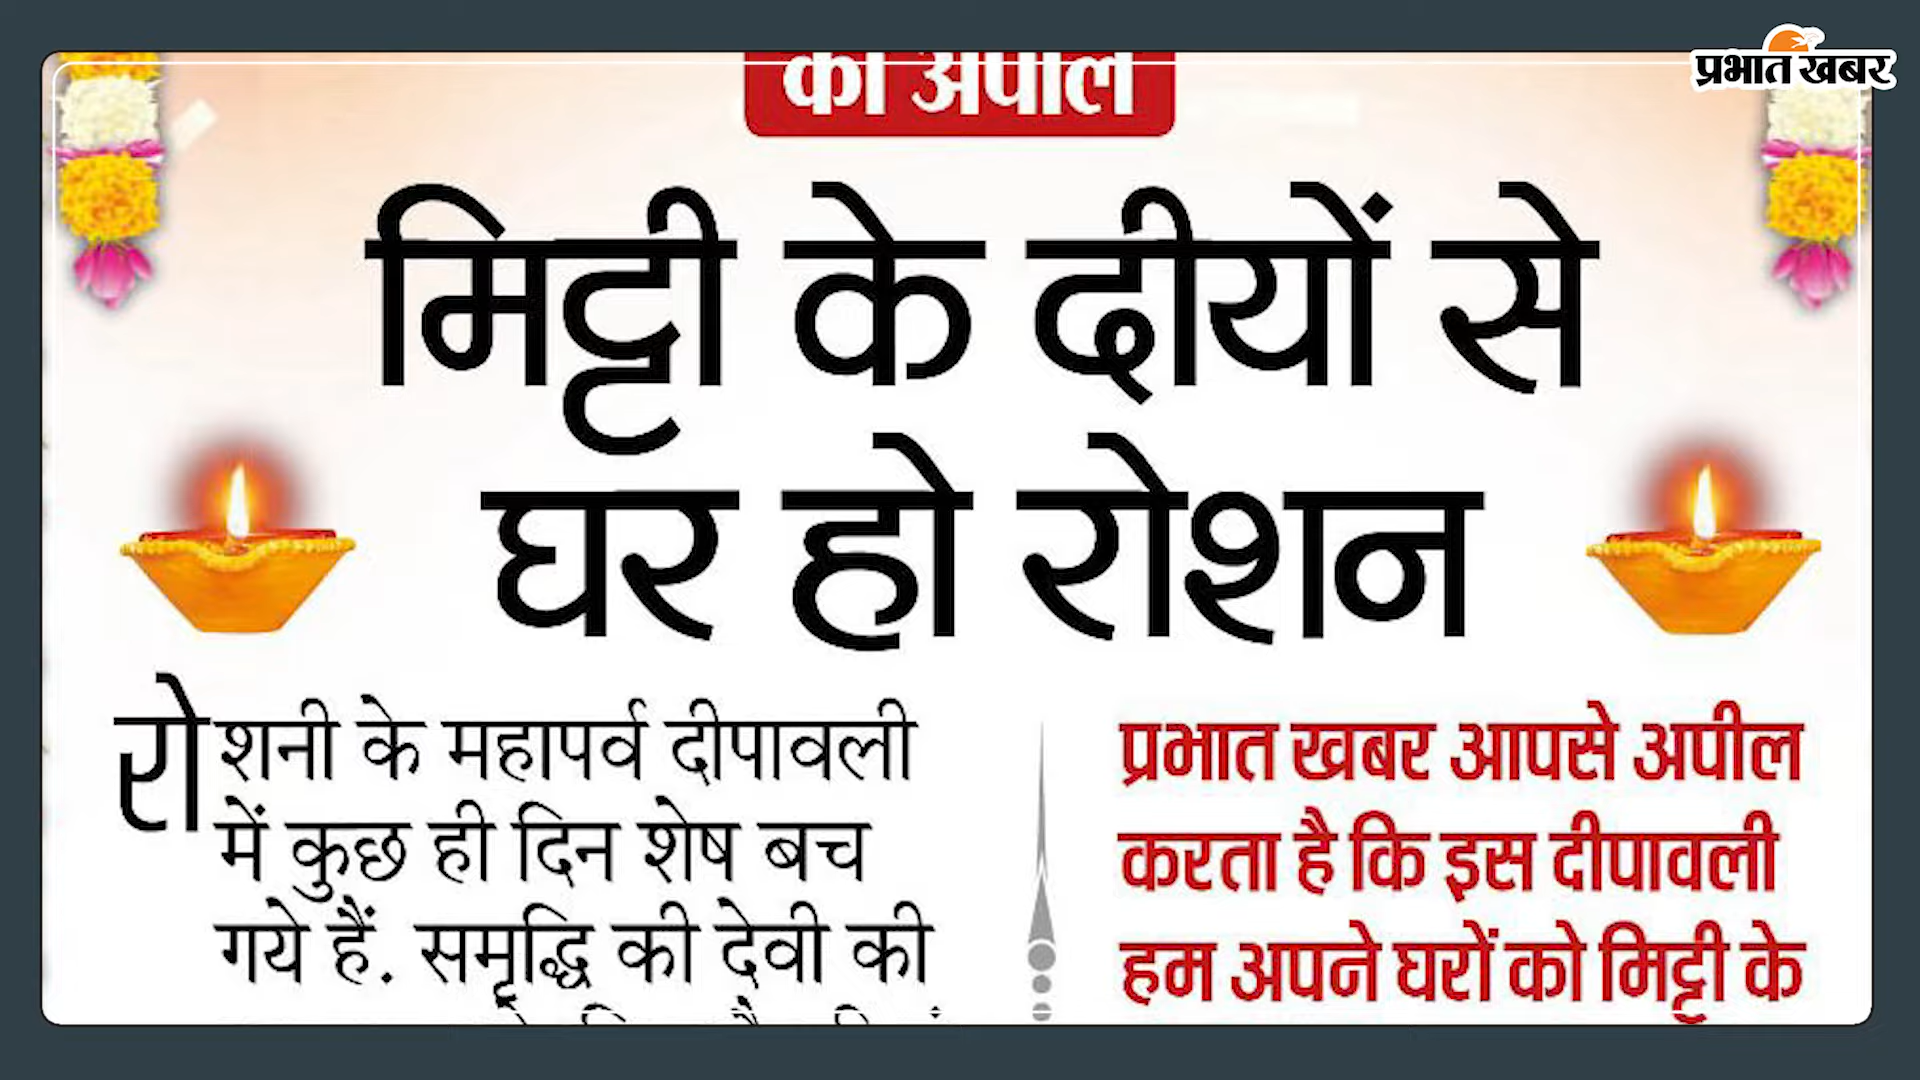 प्रभात खबर
की अपील
मिट्टी के दीयों से
घर हो रोशन
रोशनी के महापर्व दीपावली
में कुछ ही दिन शेष बच
गये हैं. समृद्धि की देवी की
प्रभात खबर आपसे अपील
करता है कि इस दीपावली
हम अपने घरों को मिट्टी के